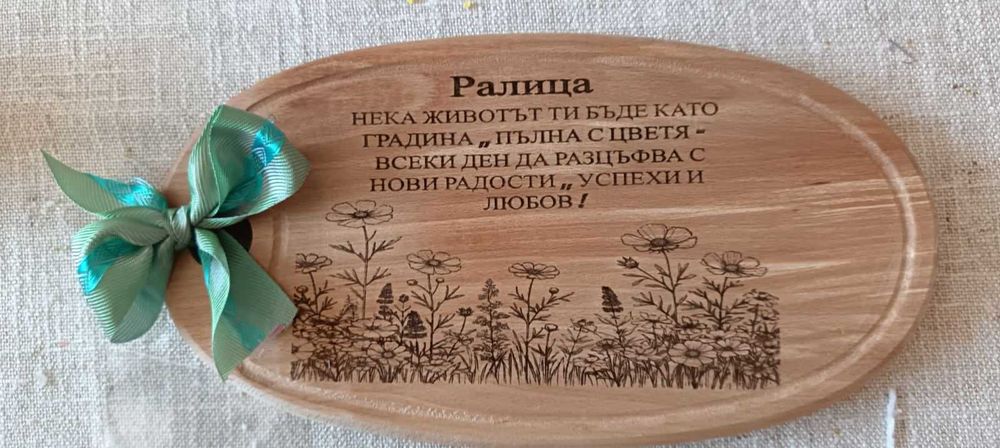 Ралица
НЕКА ЖИВОТЪТ ТИ БЪДЕ КАТО
ГРАДИНА „ ПЪЛНА С ЦВЕТЯ -
ВСЕКИ ДЕН ДА РАЗЦЪФВА С
НОВИ РАДОСТИ „ УСПЕХИ И
ЛЮБОВ !